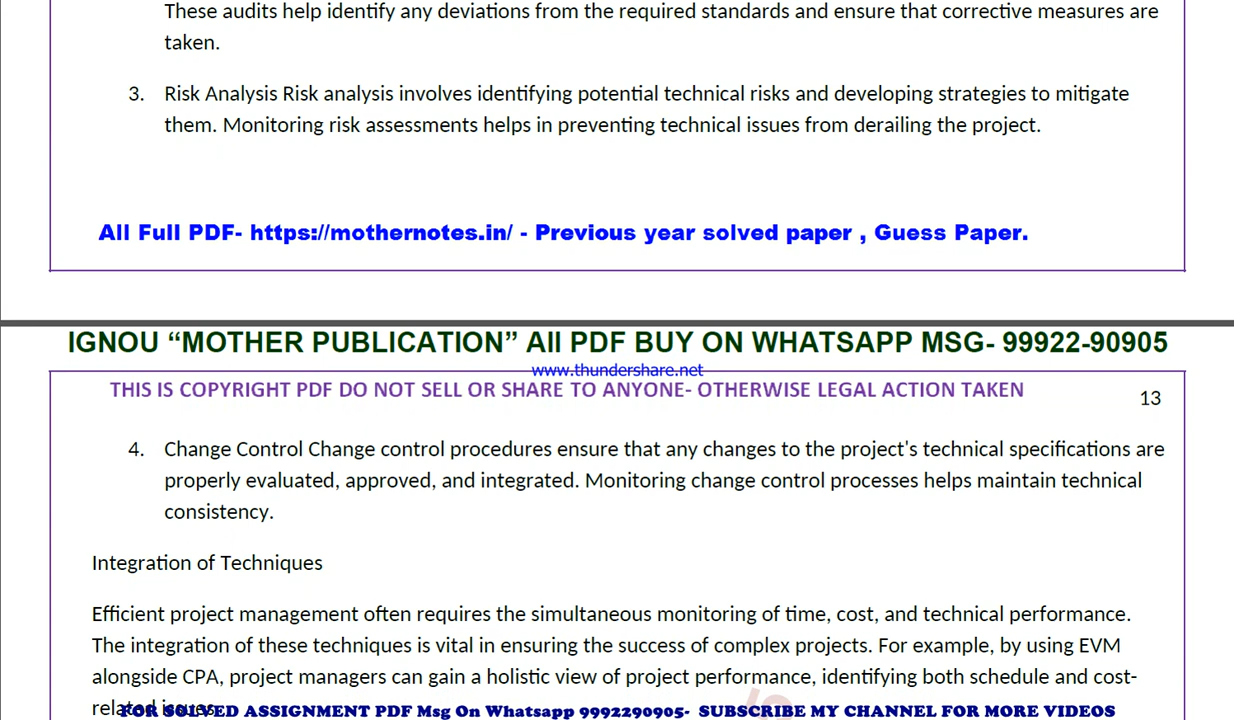 These audits help identify any deviations from the required standards and ensure that corrective measures are
taken.
3. Risk Analysis Risk analysis involves identifying potential technical risks and developing strategies to mitigate
them. Monitoring risk assessments helps in preventing technical issues from derailing the project.
All Full PDF- https://mothernotes.in/ - Previous year solved paper , Guess Paper.
IGNOU “MOTHER PUBLICATION” All PDF BUY ON WHATSAPP MSG- 99922-90905
www.thundershare.net
THIS IS COPYRIGHT PDF DO NOT SELL OR SHARE TO ANYONE- OTHERWISE LEGAL ACTION TAKEN
13
4. Change Control Change control procedures ensure that any changes to the project's technical specifications are
properly evaluated, approved, and integrated. Monitoring change control processes helps maintain technical
consistency.
Integration of Techniques
Efficient project management often requires the simultaneous monitoring of time, cost, and technical performance.
The integration of these techniques is vital in ensuring the success of complex projects. For example, by using EVM
alongside CPA, project managers can gain a holistic view of project performance, identifying both schedule and cost-
related issues.
FOR SOLVED ASSIGNMENT PDF Msg On Whatsapp 9992290905- SUBSCRIBE MY CHANNEL FOR MORE VIDEOS